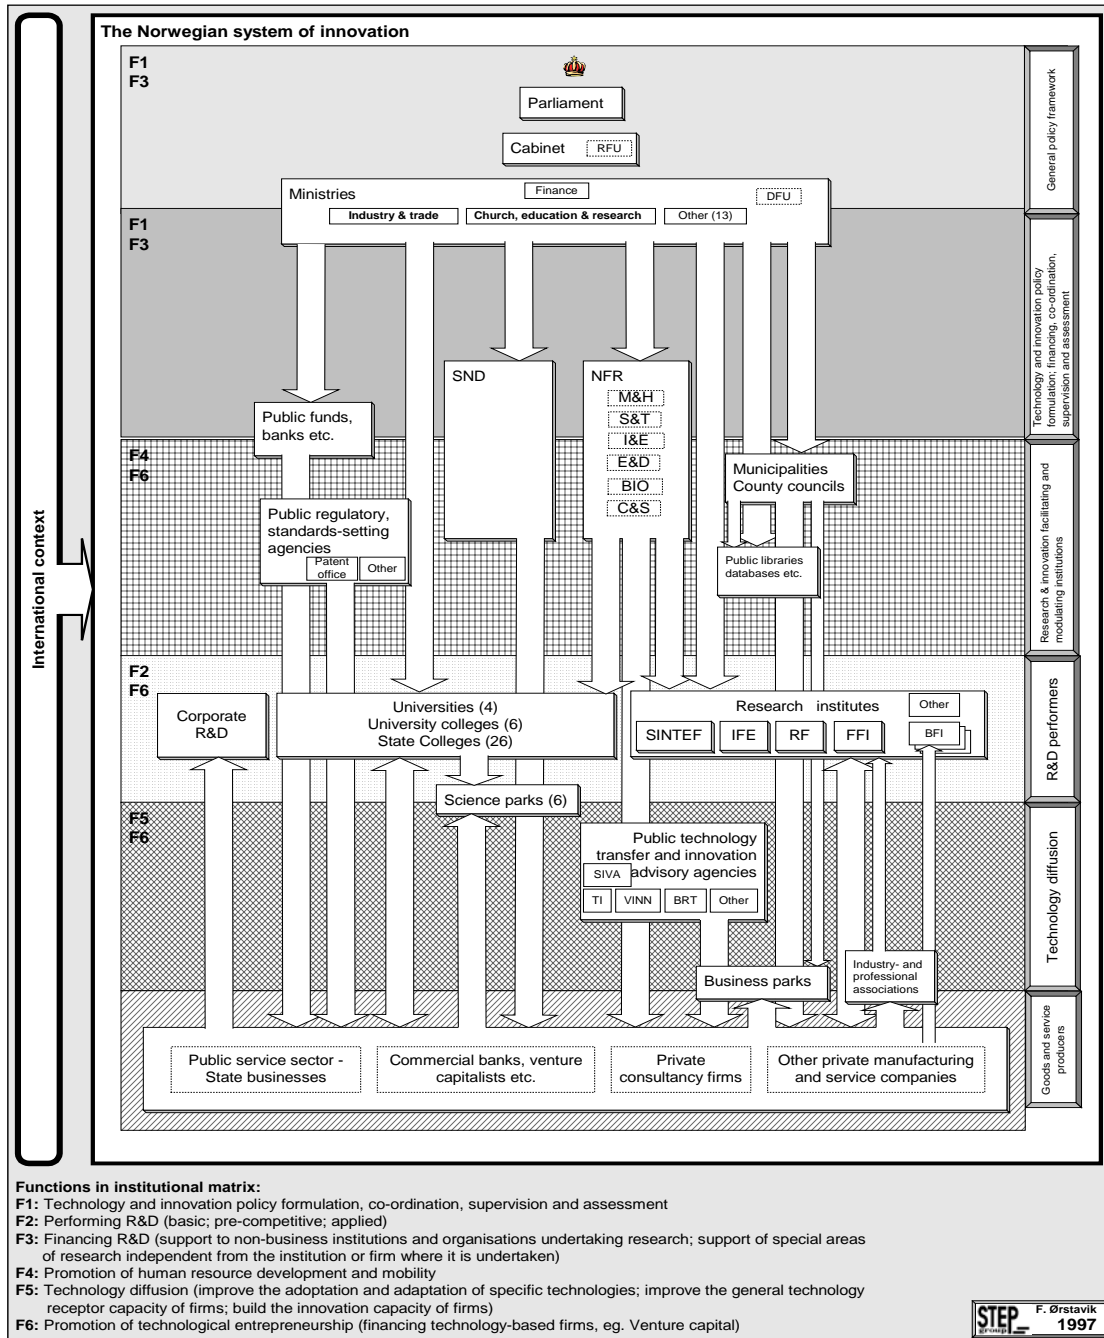 The Norwegian system of innovation
International context
F1
F3
Parliament
Cabinet
RFU
Ministries
Finance
DFU
Industry & trade
Church, education & research
Other (13)
General policy framework
F1
F3
SND
NFR
M&H
S&T
I&E
E&D
BIO
C&S
Public funds,
banks etc.
Technology and innovation policy
formulation; financing, co-ordination,
supervision and assessment
F4
F6
Municipalities
County councils
Public regulatory,
standards-setting
agencies
Patent
office
Other
Public libraries
databases etc.
Research & innovation facilitating and
modulating institutions
F2
F6
Corporate
R&D
Universities (4)
University colleges (6)
State Colleges (26)
Research institutes
Other
SINTEF
IFE
RF
FFI
BFI
Science parks (6)
R&D performers
F5
F6
Public technology
transfer and innovation
advisory agencies
SIVA
TI
VINN
BRT
Other
Business parks
Industry- and
professional
associations
Technology diffusion
Public service sector -
State businesses
Commercial banks, venture
capitalists etc.
Private
consultancy firms
Other private manufacturing
and service companies
Goods and service
producers
Functions in institutional matrix:
F1: Technology and innovation policy formulation, co-ordination, supervision and assessment
F2: Performing R&D (basic; pre-competitive; applied)
F3: Financing R&D (support to non-business institutions and organisations undertaking research; support of special areas
of research independent from the institution or firm where it is undertaken)
F4: Promotion of human resource development and mobility
F5: Technology diffusion (improve the adoption and adaptation of specific technologies; improve the general technology
receptor capacity of firms; build the innovation capacity of firms)
F6: Promotion of technological entrepreneurship (financing technology-based firms, eg. Venture capital)
STEP
group
F. Ørstavik
1997